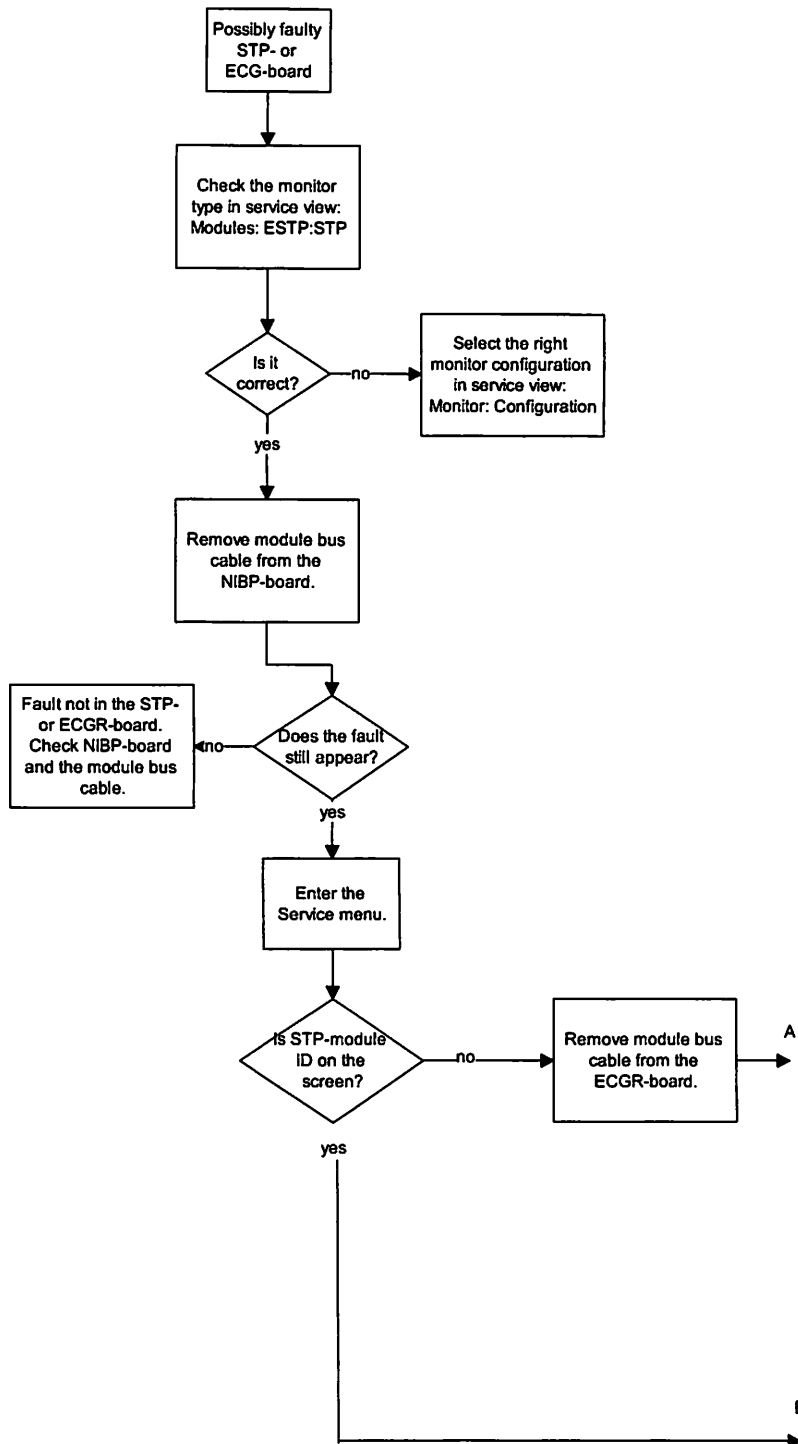 Possibly faulty
STP- or
ECG-board
Check the monitor
type in service view:
Modules: ESTP:STP
Is it
correct?
no
Select the right
monitor configuration
in service view:
Monitor: Configuration
yes
Remove module bus
cable from the
NIBP-board.
Fault not in the STP-
or ECGR-board.
Check NIBP-board
and the module bus
cable.
no
Does the fault
still appear?
yes
Enter the
Service menu.
Is STP-module
ID on the
screen?
no
Remove module bus
cable from the
ECGR-board.
A
yes